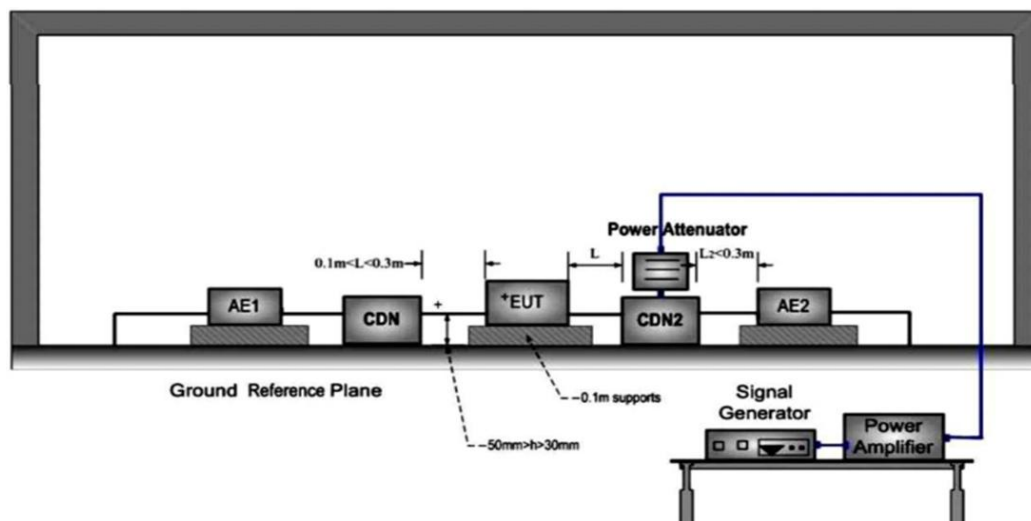 Power Attenuator
0.1m<L<0.3m
L
L2<0.3m
AE1
CDN
+
+EUT
CDN2
AE2
Ground Reference Plane
0.1m supports
50mm>h>30mm
Signal
Generator
Power
Amplifier